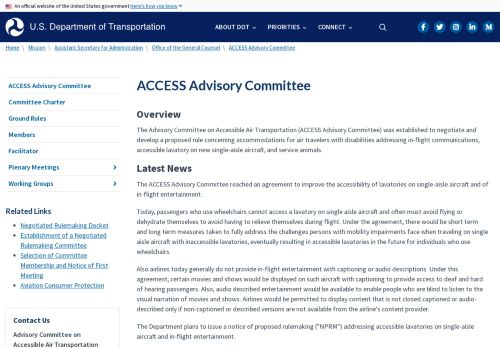 An official website of the United States government Here's how you know
U.S. Department of Transportation
ABOUT DOT
PRIORITIES
CONNECT
Home \ Mission \ Assistant Secretary for Administration \ Office of the General Counsel \ ACCESS Advisory Committee
ACCESS Advisory Committee
Committee Charter
Ground Rules
Members
Facilitator
Plenary Meetings
Working Groups
Related Links
Negotiated Rulemaking Docket
Establishment of a Negotiated
Rulemaking Committee
Selection of Committee
Membership and Notice of First
Meeting
Aviation Consumer Protection
Contact Us
Advisory Committee on
Accessible Air Transportation
ACCESS Advisory Committee
Overview
The Advisory Committee on Accessible Air Transportation (ACCESS Advisory Committee) was established to negotiate and
develop a proposed rule concerning accommodations for air travelers with disabilities addressing in-flight communications,
accessible lavatory on new single-aisle aircraft, and service animals.
Latest News
The ACCESS Advisory Committee reached an agreement to improve the accessibility of lavatories on single-aisle aircraft and of
in-flight entertainment.
Today, passengers who use wheelchairs cannot access a lavatory on single aisle aircraft and often must avoid flying or
dehydrate themselves to avoid having to relieve themselves during flight. Under the agreement, there would be short term
and long term measures taken to fully address the challenges persons with mobility impairments face when traveling on single
aisle aircraft with inaccessible lavatories, eventually resulting in accessible lavatories in the future for individuals who use
wheelchairs.
Also airlines today generally do not provide in-flight entertainment with captioning or audio descriptions. Under this
agreement, certain movies and shows would be displayed on such aircraft with captioning to provide access to deaf and hard
of hearing passengers. Also, audio described entertainment would be available to enable people who are blind to listen to the
visual narration of movies and shows. Airlines would be permitted to display content that is not closed captioned or audio-
described only if non-captioned or described versions are not available from the airline's content provider.
The Department plans to issue a notice of proposed rulemaking ("NPRM") addressing accessible lavatories on single-aisle
aircraft and in-flight entertainment.